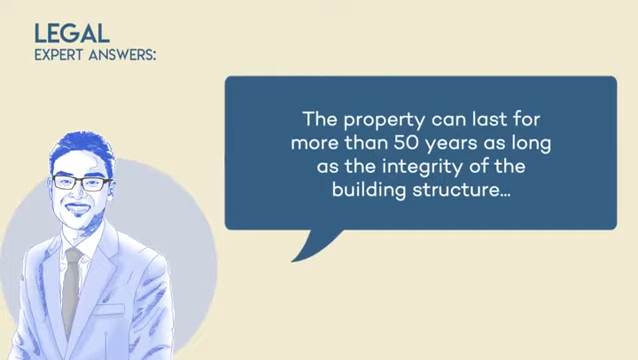 LEGAL
EXPERT ANSWERS:
The property can last for
more than 50 years as long
as the integrity of the
building structure...